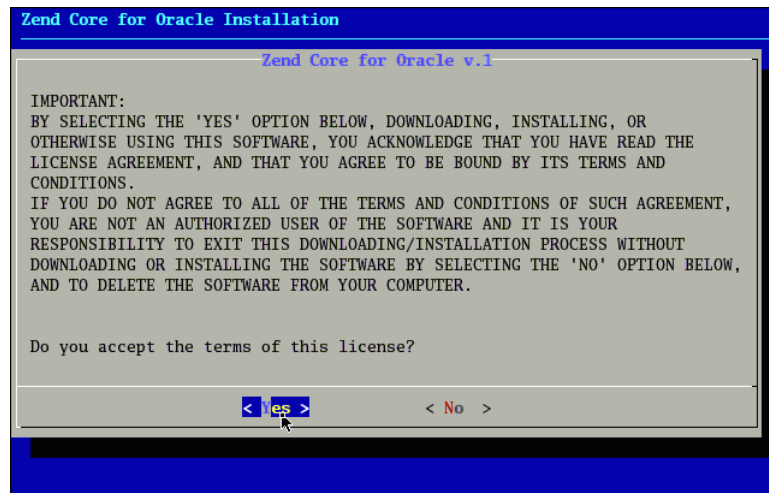 Zend Core for Oracle Installation
Zend Core for Oracle v.1
IMPORTANT:
BY SELECTING THE 'YES' OPTION BELOW, DOWNLOADING, INSTALLING, OR
OTHERWISE USING THIS SOFTWARE, YOU ACKNOWLEDGE THAT YOU HAVE READ THE
LICENSE AGREEMENT, AND THAT YOU AGREE TO BE BOUND BY ITS TERMS AND
CONDITIONS.
IF YOU DO NOT AGREE TO ALL OF THE TERMS AND CONDITIONS OF SUCH AGREEMENT,
YOU ARE NOT AN AUTHORIZED USER OF THE SOFTWARE AND IT IS YOUR
RESPONSIBILITY TO EXIT THIS DOWNLOADING/INSTALLATION PROCESS WITHOUT
DOWNLOADING OR INSTALLING THE SOFTWARE BY SELECTING THE 'NO' OPTION BELOW,
AND TO DELETE THE SOFTWARE FROM YOUR COMPUTER.
Do you accept the terms of this license?
< Yes > < No >